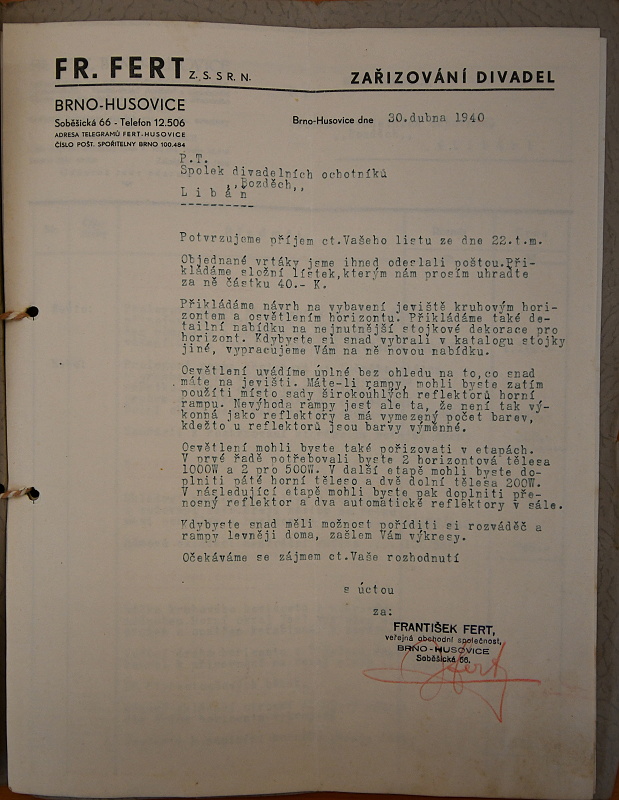 FR. FERT Z. S. S R. N. ZAŘIZOVÁNÍ DIVADEL
BRNO-HUSOVICE
Soběšická 66 - Telefon 12.506
ADRESA TELEGRAMŮ FERT-HUSOVICE
ČÍSLO POŠT. SPOŘITELNY BRNO 100.484
Brno-Husovice dne 30.dubna 1940
P.T.
Spolek divadelních ochotníků
,,Bozděch,,
L i b á ň
Potvrzujeme příjem ct.Vašeho listu ze dne 22.t.m.
Objednané vrtáky jsme ihned odeslali poštou.Při-
kládáme složní lístek,kterým nám prosím uhraďte
za ně částku 40.- K.
Přikládáme návrh na vybavení jeviště kruhovým hori-
zontem a osvětlením horizontu. Přikládáme také de-
tailní nabídku na nejnutnější stojkové dekorace pro
horizont. Kdybyste si snad vybrali v katalogu stojky
jiné, vypracujeme Vám na ně novou nabídku.
Osvětlení uvádíme úplné bez ohledu na to,co snad
máte na jevišti. Máte-li rampy, mohli byste zatím
použíti místo sady širokoúhlých reflektorů horní
rampu. Nevýhoda rampy jest ale ta, že není tak vý-
konná jako reflektory a má vymezený počet barev,
kdežto u reflektorů jsou barvy výměnné.
Osvětlení mohli byste také pořizovati v etapách.
V prvé řadě potřebovali byste 2 horizontová tělesa
1000W a 2 pro 500W. V další etapě mohli byste do-
plniti páté horní těleso a dvě dolní tělesa 200W.
V následující etapě mohli byste pak doplniti pře-
nosný reflektor a dva automatické reflektory v sále.
Kdybyste snad měli možnost poříditi si rozváděč a
rampy levněji doma, zašlem Vám výkresy.
Očekáváme se zájmem ct.Vaše rozhodnutí
s úctou
za:
FRANTIŠEK FERT,
veřejná obchodní společnost,
BRNO-HUSOVICE
Soběšická 66.
Fert